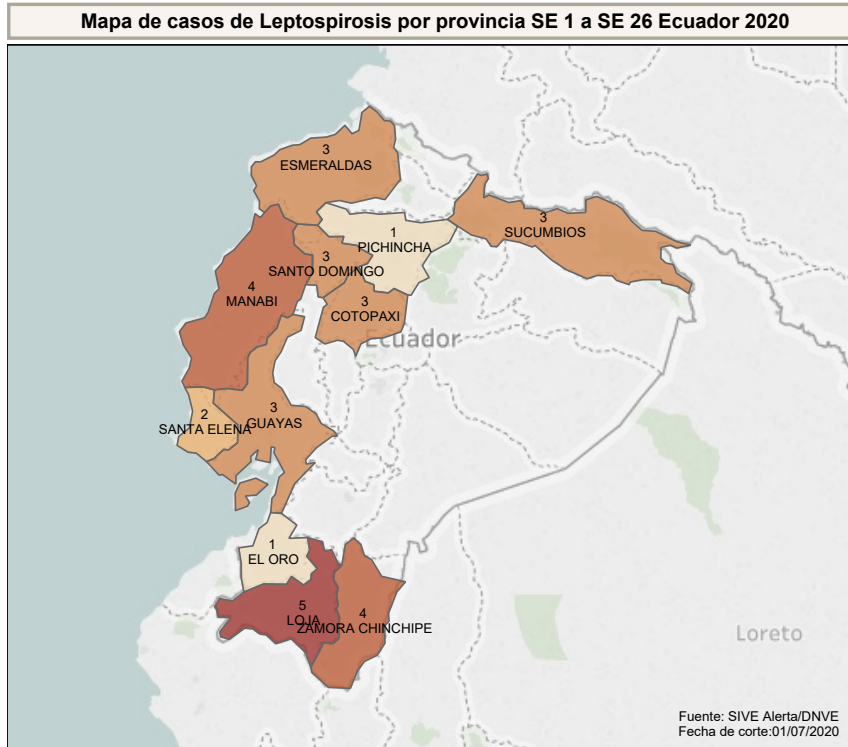 Mapa de casos de Leptospirosis por provincia SE 1 a SE 26 Ecuador 2020
3
ESMERALDAS
3
SUCUMBIOS
1
PICHINCHA
3
SANTO DOMINGO
4
MANABI
3
COTOPAXI
Ecuador
2
SANTA ELENA
3
GUAYAS
1
EL ORO
5
LOJA
4
ZAMORA CHINCHIPE
Loreto
Fuente: SIVE Alerta/DNVE
Fecha de corte:01/07/2020